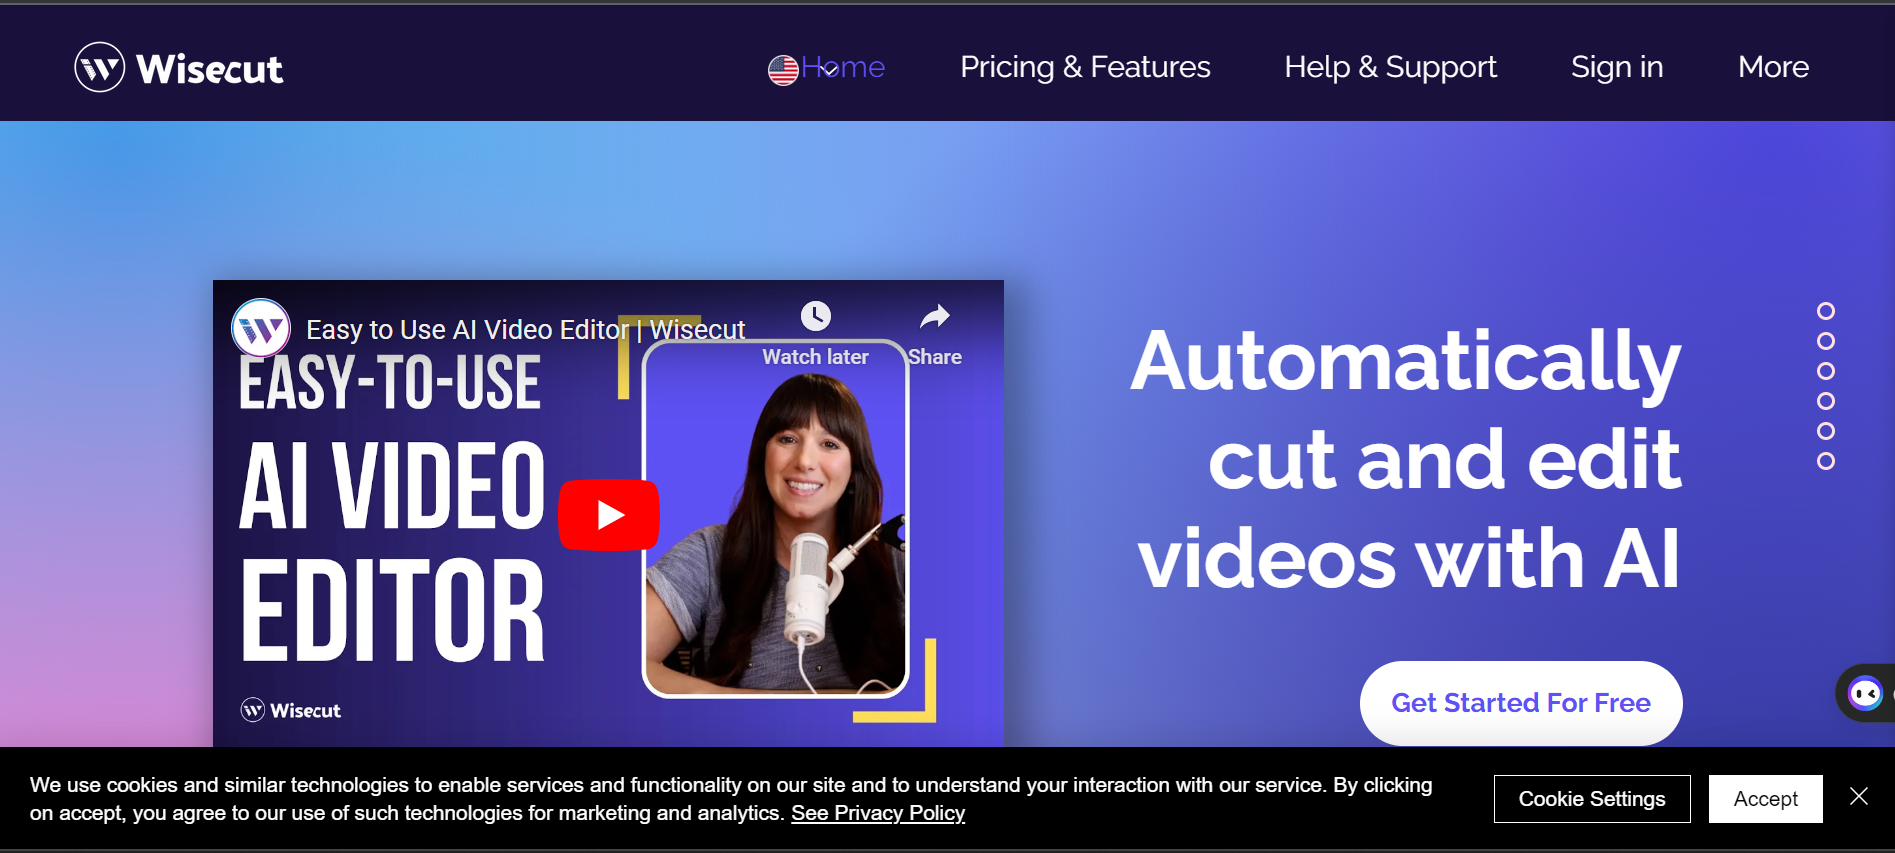 Wisecut
Home
Pricing & Features
Help & Support
Sign in
More
Easy to Use AI Video Editor | Wisecut
Watch later
Share
EASY-TO-USE
AI VIDEO
EDITOR
Wisecut
Automatically
cut and edit
videos with AI
Get Started For Free
We use cookies and similar technologies to enable services and functionality on our site and to understand your interaction with our service. By clicking
on accept, you agree to our use of such technologies for marketing and analytics. See Privacy Policy
Cookie Settings
Accept